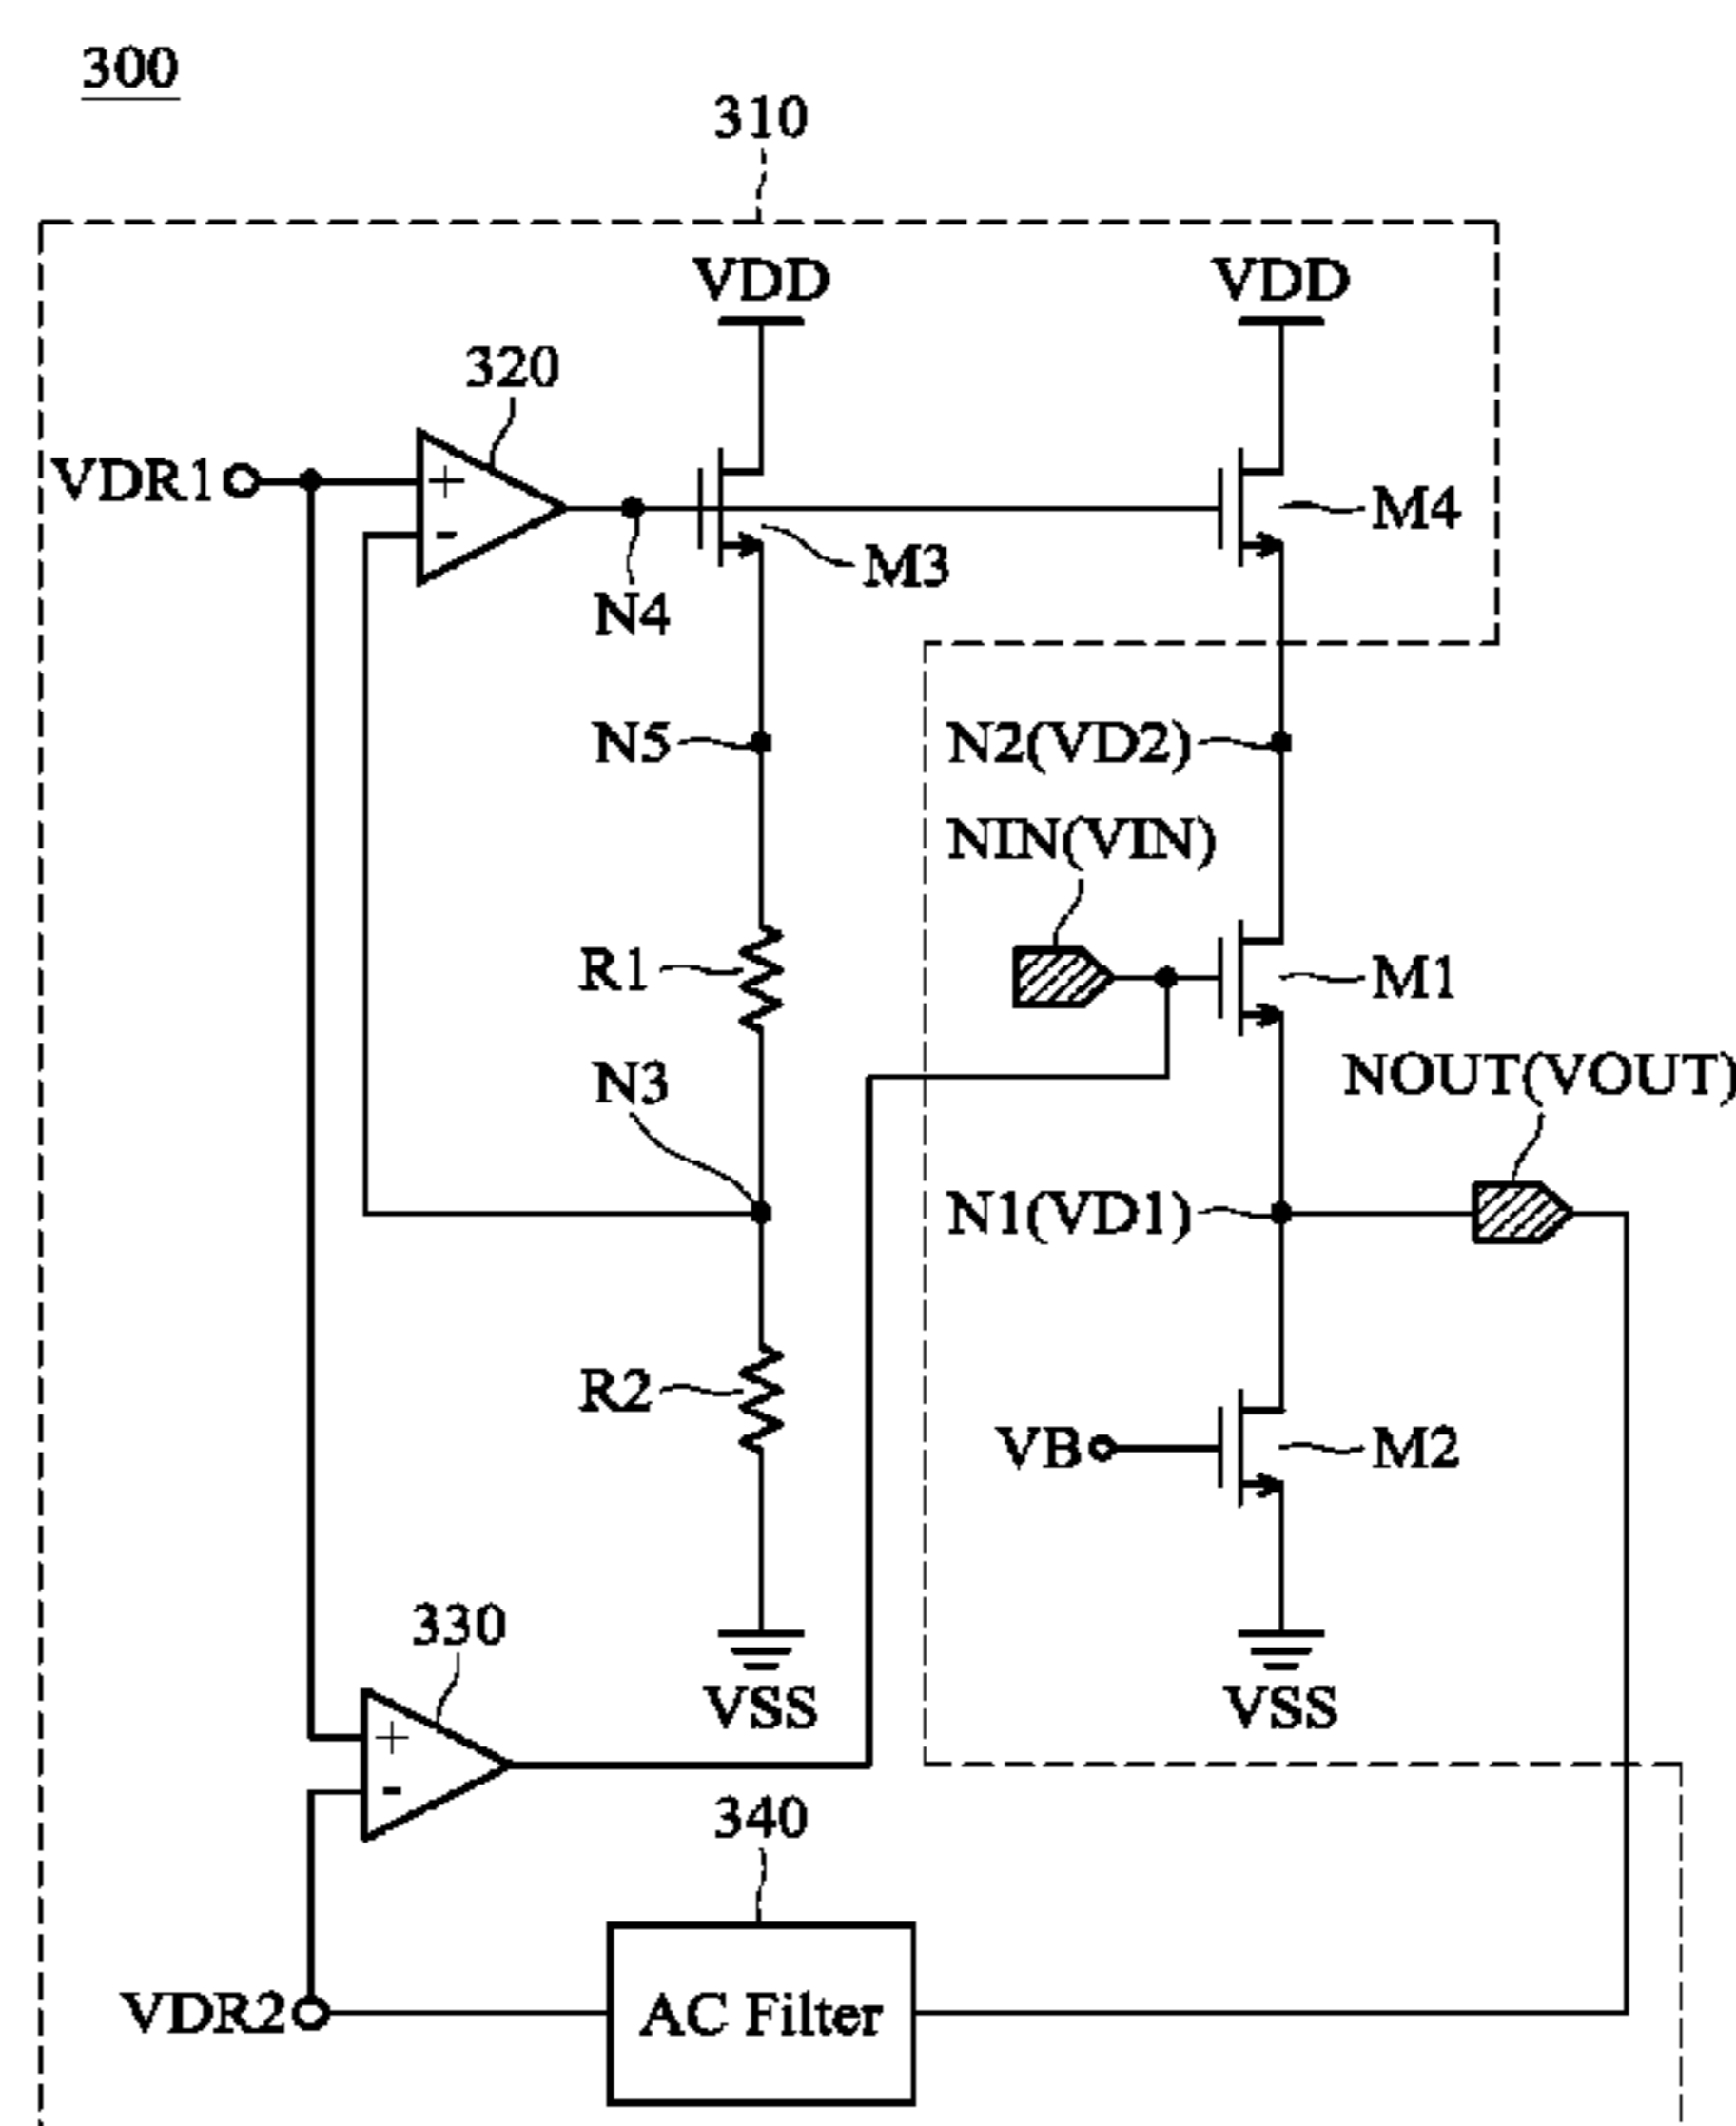 300
310
VDD
VDD
320
VDR1
+
-
M4
M3
N4
N5
N2(VD2)
NIN(VIN)
R1
M1
N3
NOUT(VOUT)
N1(VD1)
R2
VB
M2
330
VSS
VSS
+
-
340
VDR2
AC Filter